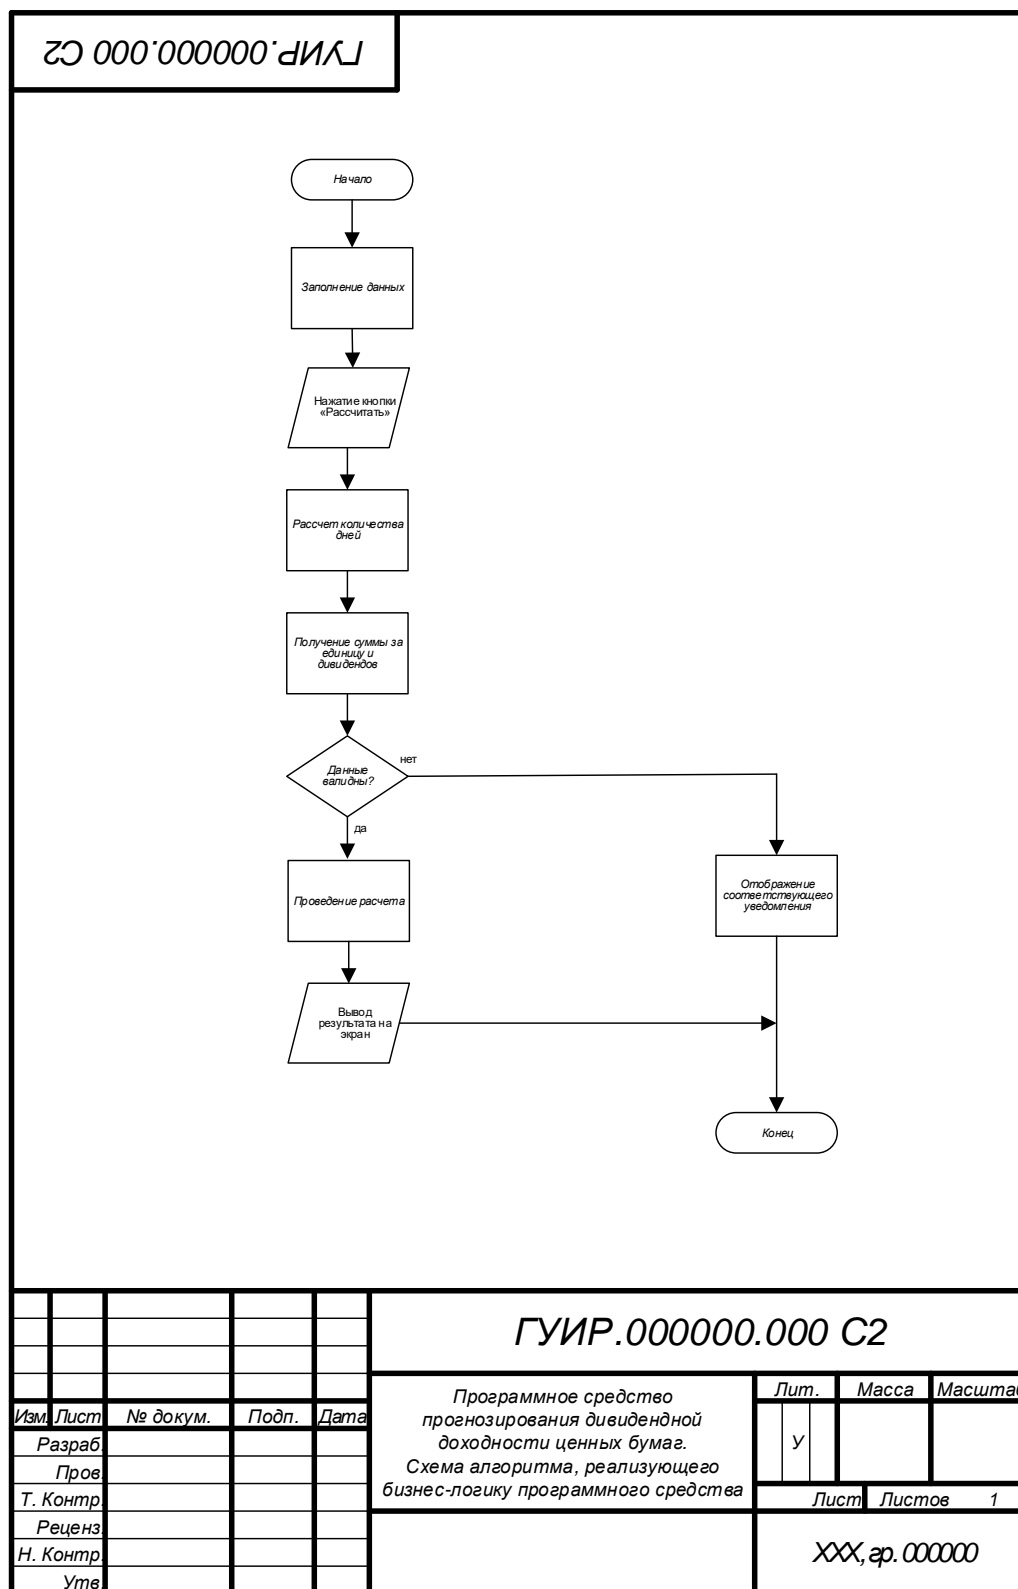 ГУИР.000000.000 С2
Начало
Заполнение данных
Нажатие кнопки
«Рассчитать»
Рассчет количества
дней
Получение суммы за
единицу и
дивидендов
Данные
валидны?
нет
да
Проведение расчета
Отображение
соответствующего
уведомления
Вывод
результата на
экран
Конец
ГУИР.000000.000 С2
Программное средство
прогнозирования дивидендной
доходности ценных бумаг.
Схема алгоритма, реализующего
бизнес-логику программного средства
Лит. Масса Масштаб
У
Лист Листов 1
ХХХ, гр. 000000
Изм. Лист № докум. Подп. Дата
Разраб.
Пров.
Т. Контр.
Реценз.
Н. Контр.
Утв.